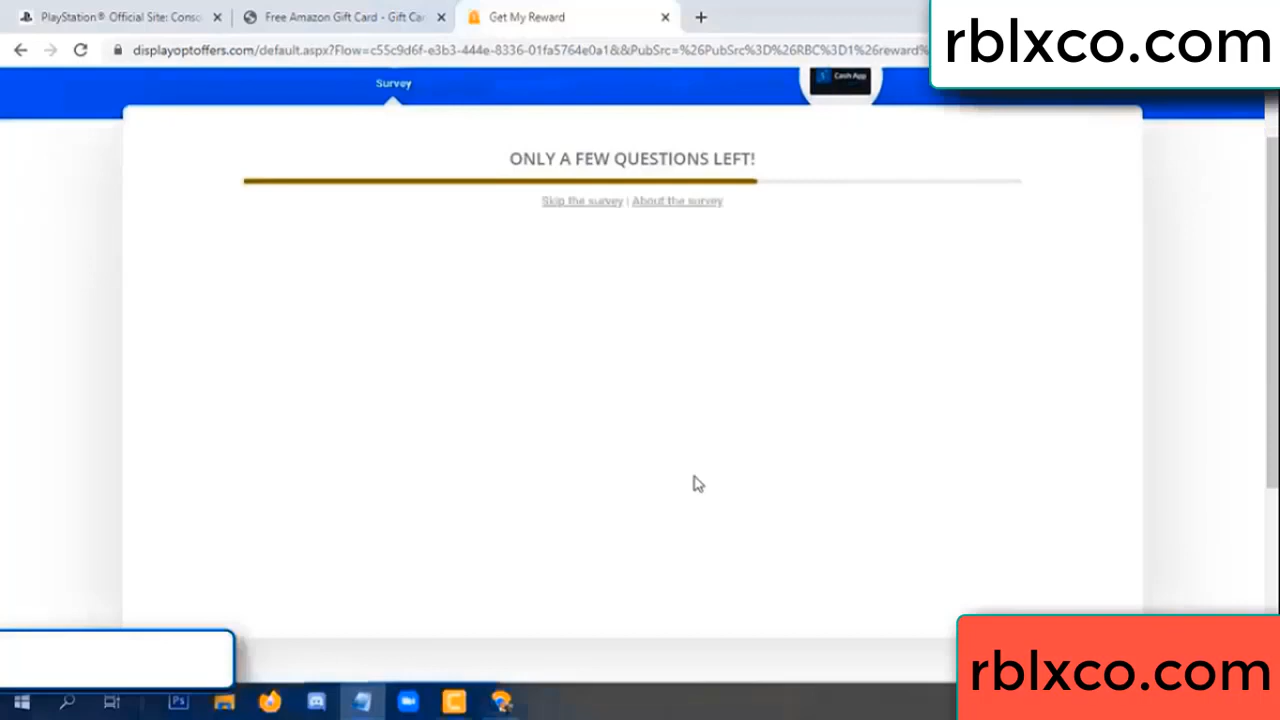 PlayStation® Official Site: Conso
Free Amazon Gift Card - Gift Car
Get My Reward
rblxco.com
displayoptoffers.com/default.aspx?Flow=c55c9d6f-e3b3-444e-8336-01fa5764e0a1&&PubSrc=%26PubSrc%3D%26RBC%3D1%26reward%
Survey
Cash App
ONLY A FEW QUESTIONS LEFT!
Skip the survey | About the survey
rblxco.com
Ps